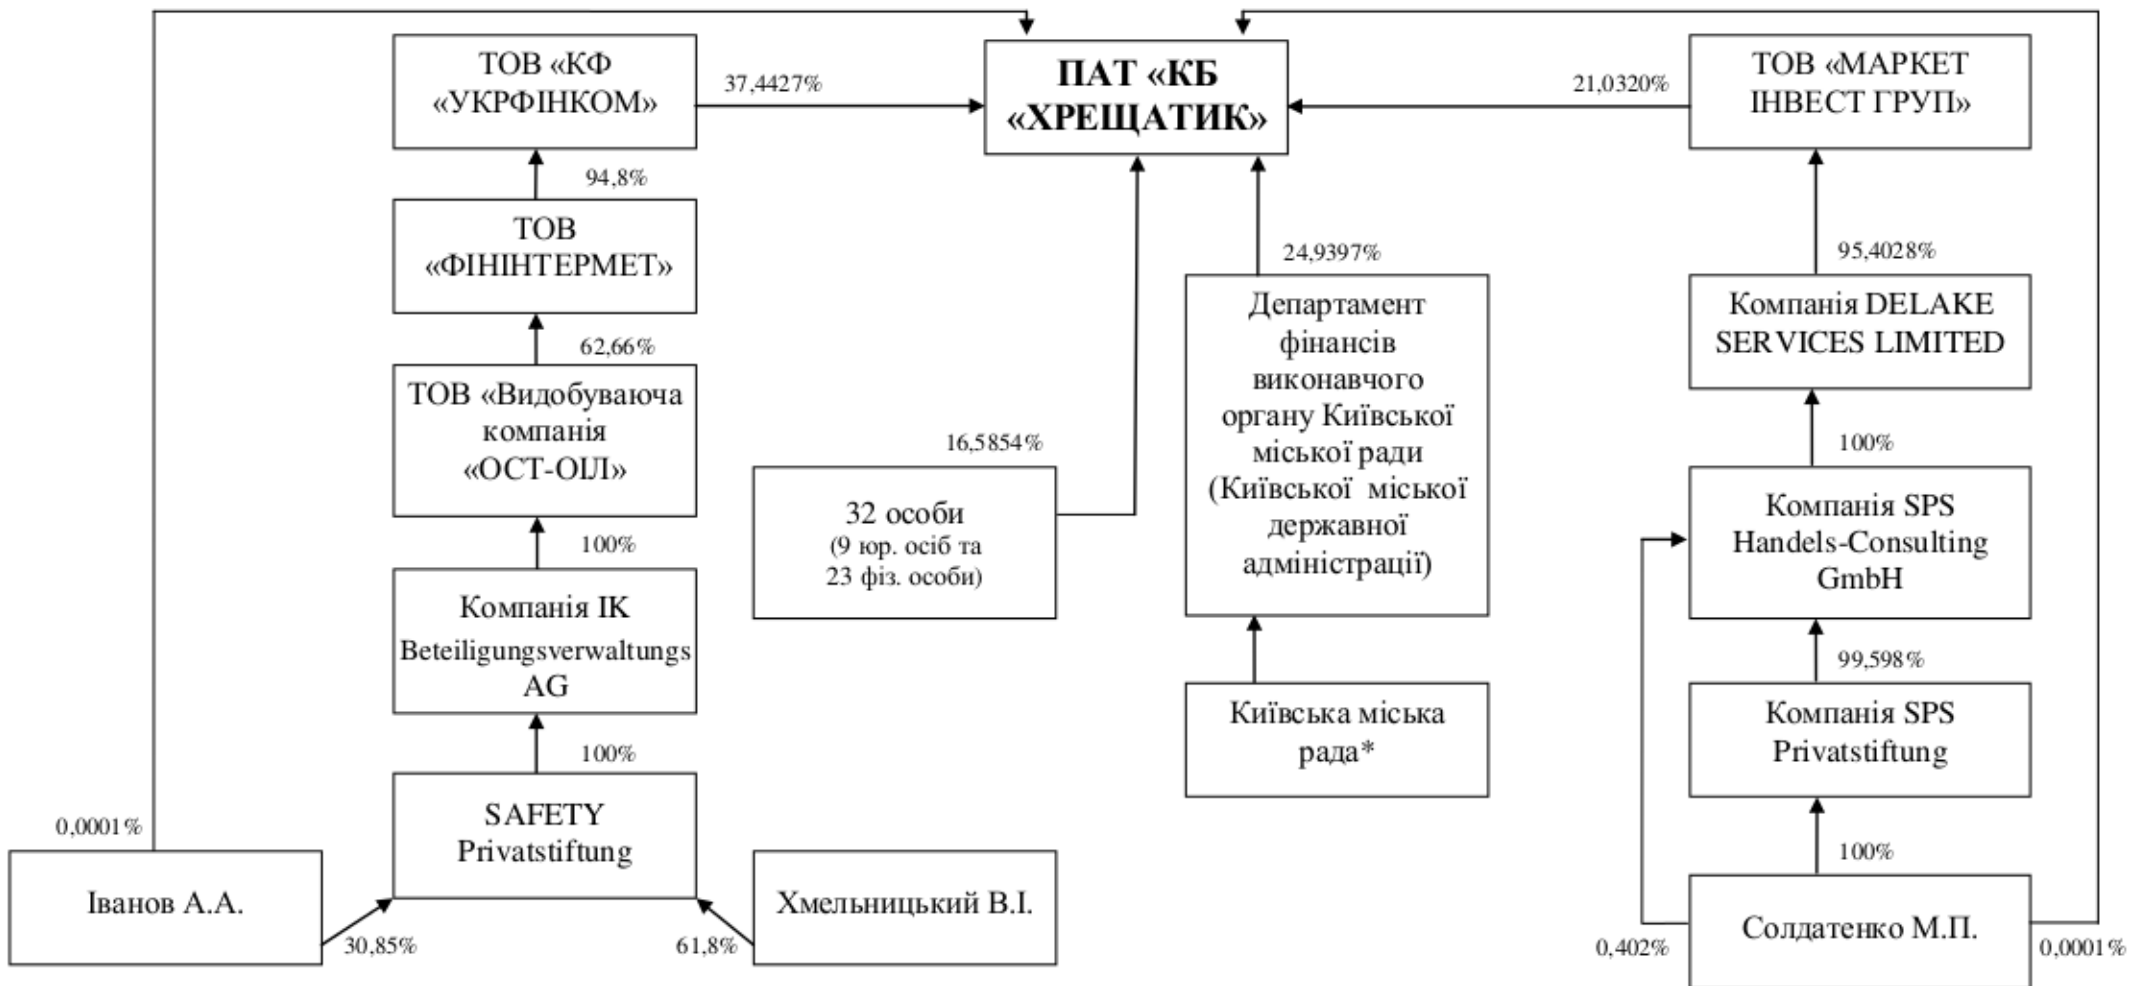 ТОВ «КФ
«УКРФІНКОМ»
37,4427%
ПАТ «КБ
«ХРЕЩАТИК»
21,0320%
ТОВ «МАРКЕТ
ІНВЕСТ ГРУП»
94,8%
ТОВ
«ФІНІНТЕРМЕТ»
62,66%
ТОВ «Видобуваюча
компанія
«ОСТ-ОІЛ»
100%
Компанія IK
Beteiligungsverwaltungs
AG
100%
SAFETY
Privatstiftung
0,0001%
Іванов А.А.
30,85%
61,8%
Хмельницький В.І.
16,5854%
32 особи
(9 юр. осіб та
23 фіз. особи)
24,9397%
Департамент
фінансів
виконавчого
органу Київської
міської ради
(Київської міської
державної
адміністрації)
Київська міська
рада*
95,4028%
Компанія DELAKE
SERVICES LIMITED
100%
Компанія SPS
Handels-Consulting
GmbH
99,598%
Компанія SPS
Privatstiftung
100%
Солдатенко М.П.
0,402%
0,0001%